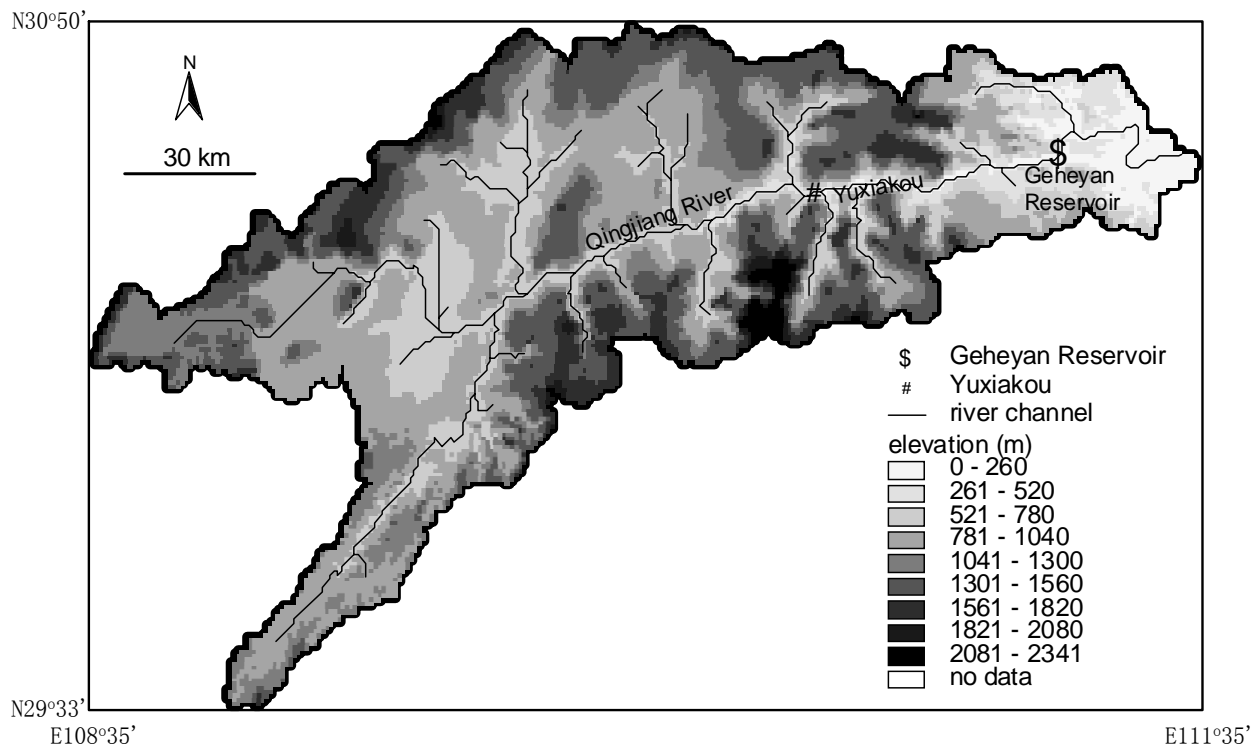 N30°50'
N
30 km
Qingjiang River
# Yuxiakou
$
Geheyan
Reservoir
$ Geheyan Reservoir
# Yuxiakou
river channel
elevation (m)
0 - 260
261 - 520
521 - 780
781 - 1040
1041 - 1300
1301 - 1560
1561 - 1820
1821 - 2080
2081 - 2341
no data
N29°33'
E108°35'
E111°35'